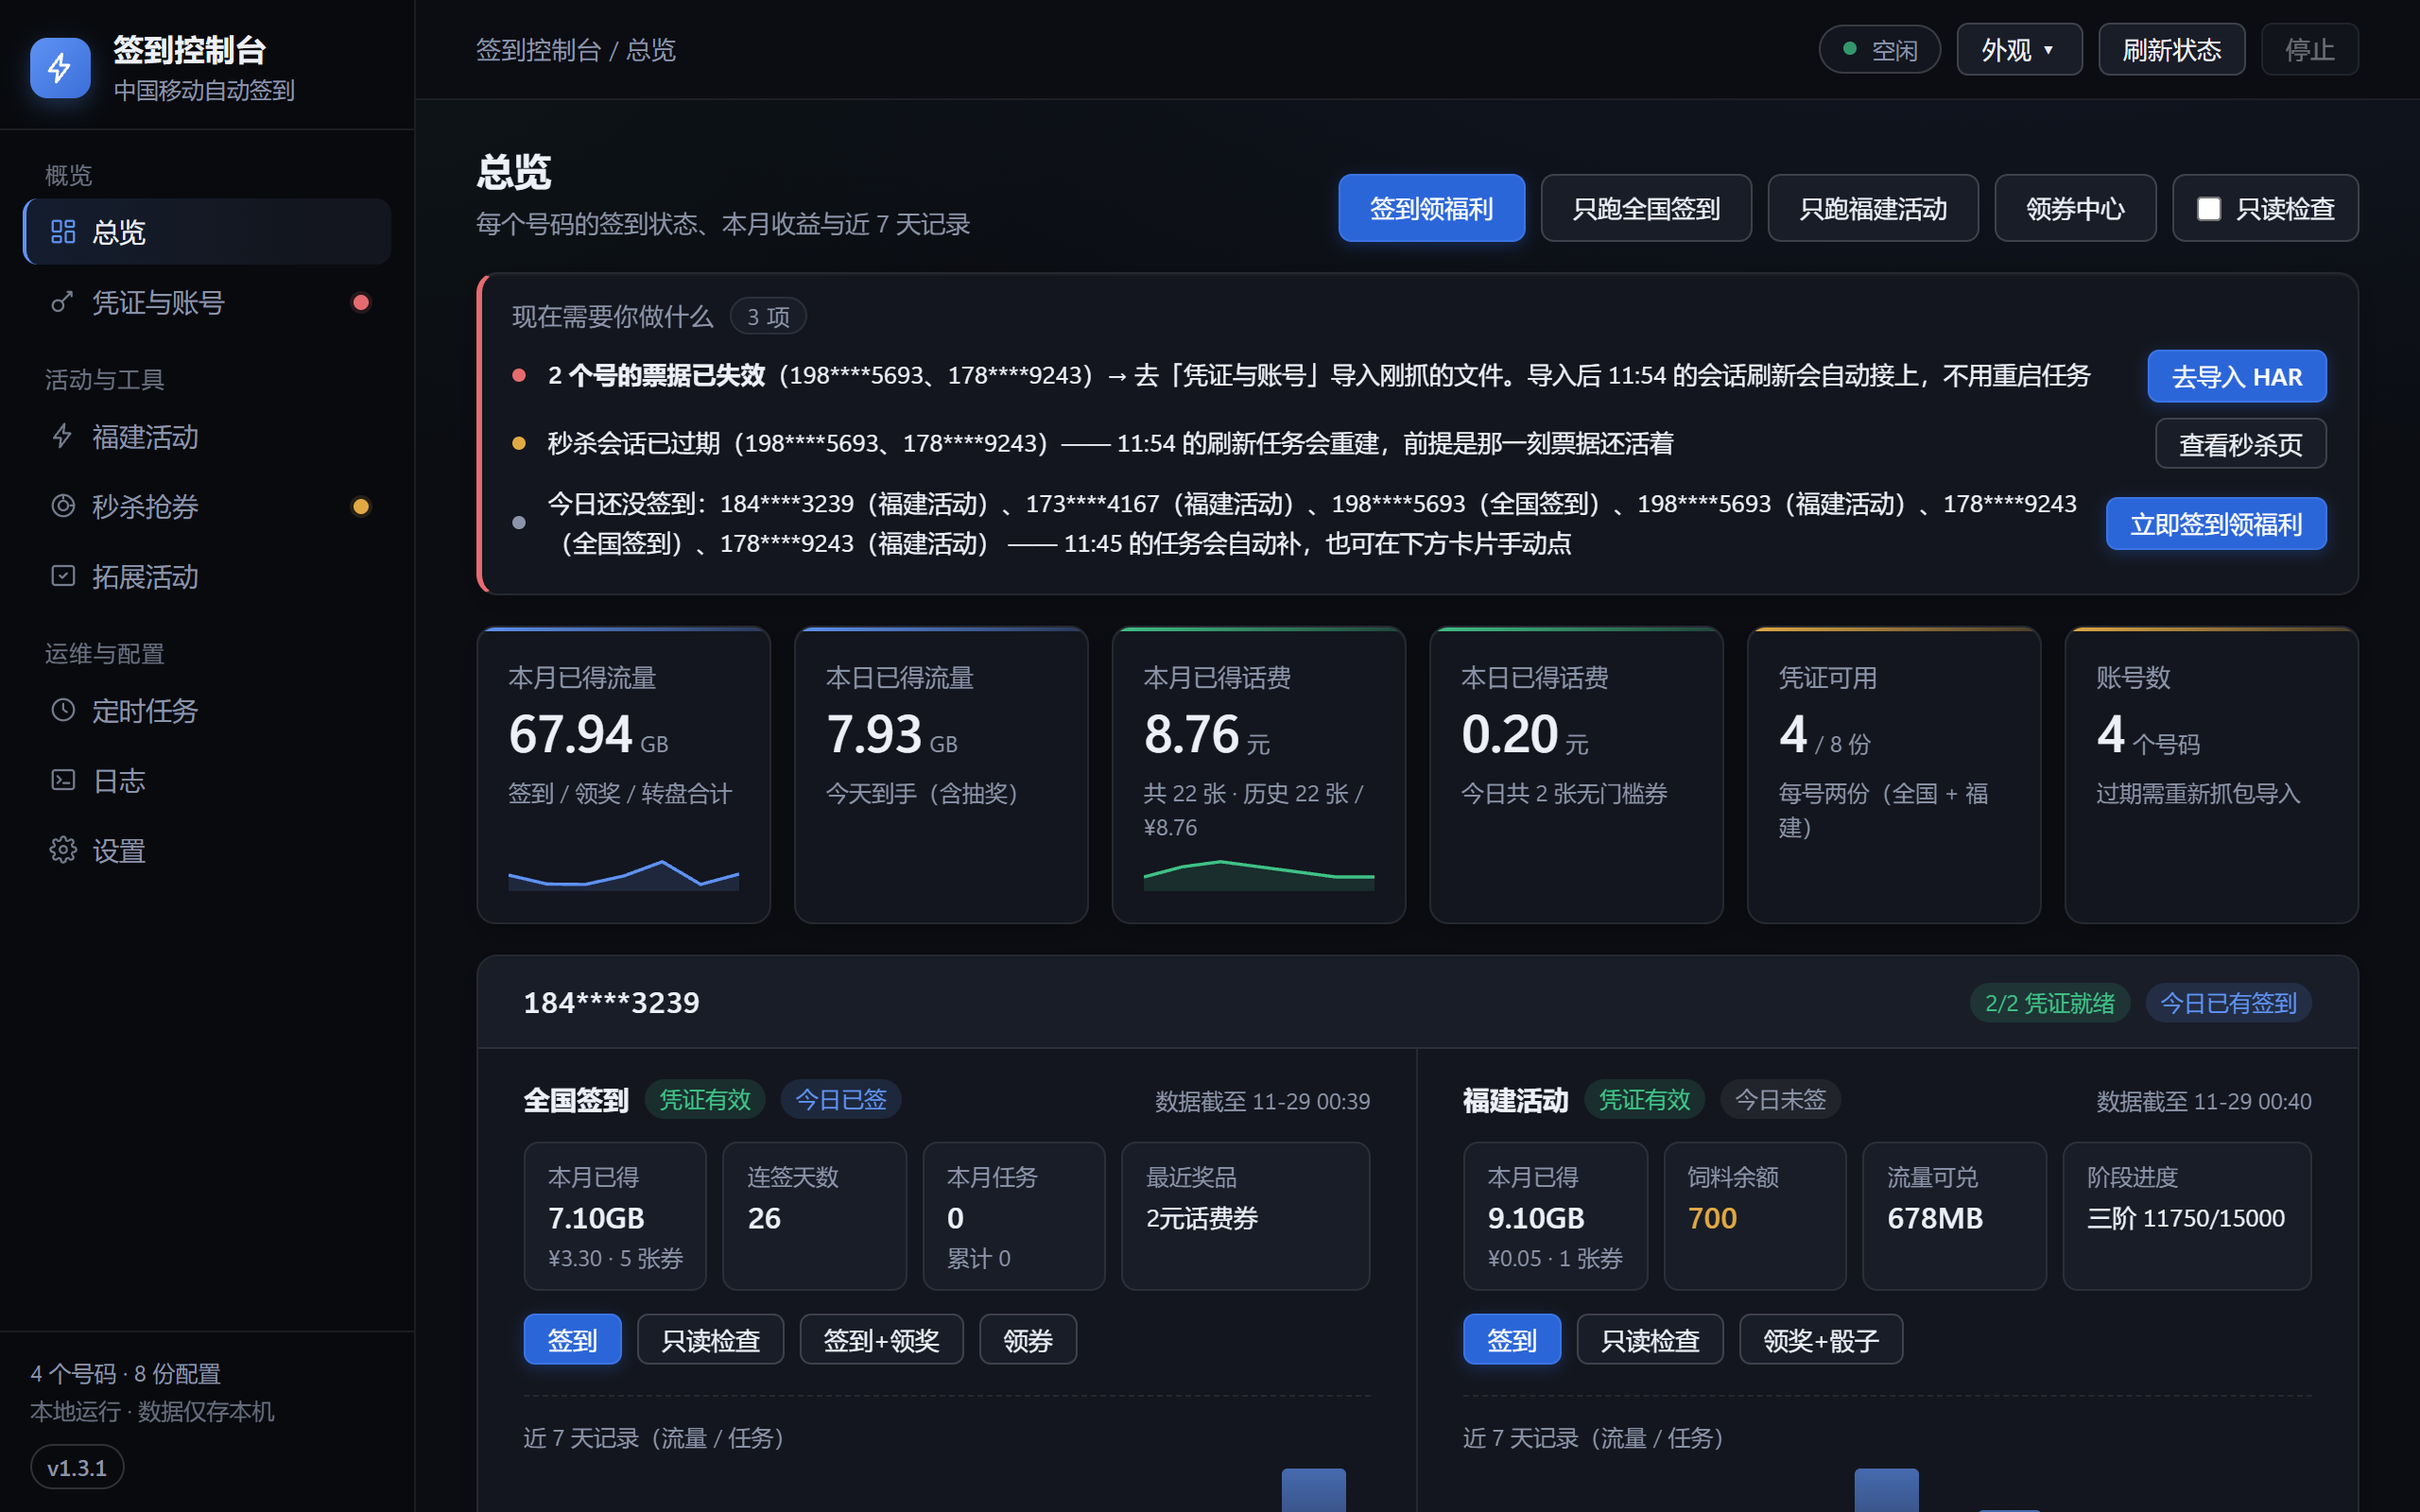 签到控制台
中国移动自动签到
概览
总览
凭证与账号
活动与工具
福建活动
秒杀抢券
拓展活动
运维与配置
定时任务
日志
设置
4 个号码 · 8 份配置
本地运行 · 数据仅存本机
v1.3.1
签到控制台 / 总览
空闲
外观 ▼
刷新状态
停止
总览
每个号码的签到状态、本月收益与近 7 天记录
签到领福利
只跑全国签到
只跑福建活动
领券中心
只读检查
现在需要你做什么
3 项
2 个号的票据已失效（198****5693、178****9243）→ 去「凭证与账号」导入刚抓的文件。导入后 11:54 的会话刷新会自动接上，不用重启任务
去导入 HAR
秒杀会话已过期（198****5693、178****9243）—— 11:54 的刷新任务会重建，前提是那一刻票据还活着
查看秒杀页
今日还没签到：184****3239（福建活动）、173****4167（福建活动）、198****5693（全国签到）、198****5693（福建活动）、178****9243
（全国签到）、178****9243（福建活动） —— 11:45 的任务会自动补，也可在下方卡片手动点
立即签到领福利
本月已得流量
67.94 GB
签到 / 领奖 / 转盘合计
本日已得流量
7.93 GB
今天到手（含抽奖）
本月已得话费
8.76 元
共 22 张 · 历史 22 张 /
¥8.76
本日已得话费
0.20 元
今日共 2 张无门槛券
凭证可用
4 / 8 份
每号两份（全国 + 福
建）
账号数
4 个号码
过期需重新抓包导入
184****3239
2/2 凭证就绪
今日已有签到
全国签到
凭证有效
今日已签
数据截至 11-29 00:39
本月已得
7.10GB
¥3.30 · 5 张券
连签天数
26
本月任务
0
累计 0
最近奖品
2元话费券
签到
只读检查
签到+领奖
领券
近 7 天记录（流量 / 任务）
福建活动
凭证有效
今日未签
数据截至 11-29 00:40
本月已得
9.10GB
¥0.05 · 1 张券
饲料余额
700
流量可兑
678MB
阶段进度
三阶 11750/15000
签到
只读检查
领奖+骰子
近 7 天记录（流量 / 任务）